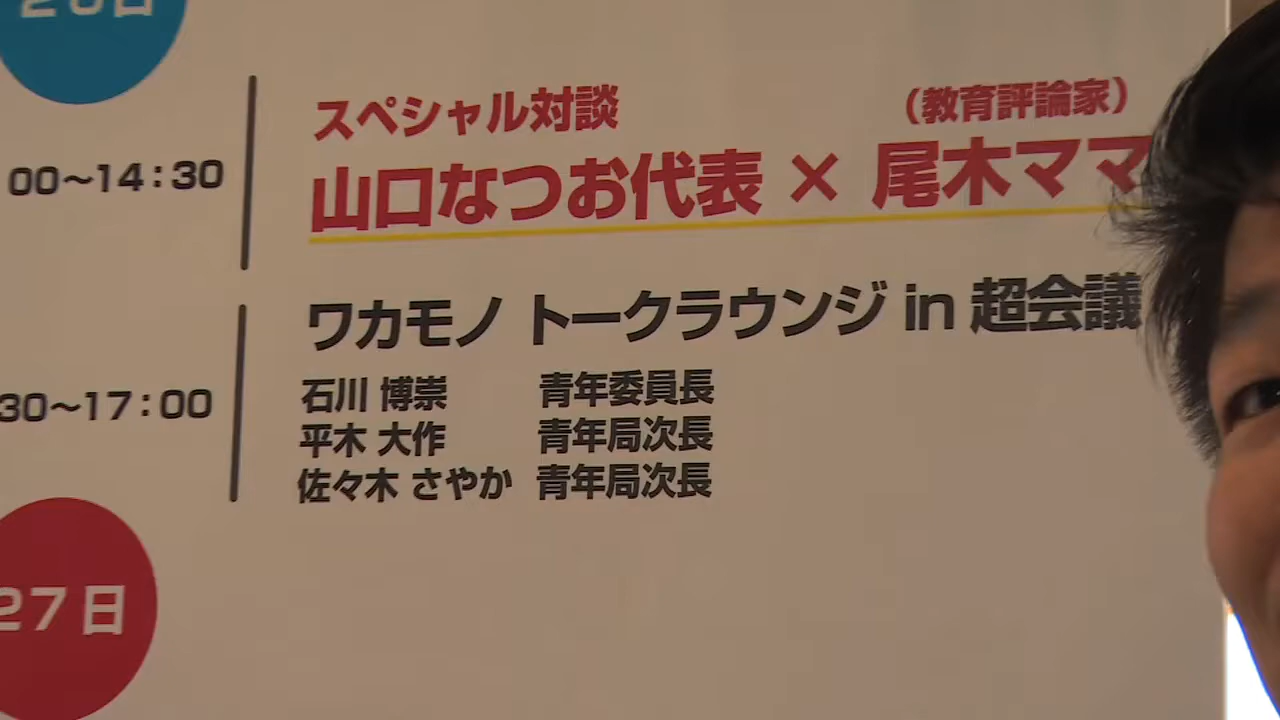 26日
00〜14:30
スペシャル対談
(教育評論家)
山口なつお代表 × 尾木ママ
30〜17:00
ワカモノ トークラウンジ in 超会議
石川 博崇 青年委員長
平木 大作 青年局次長
佐々木 さやか 青年局次長
27日